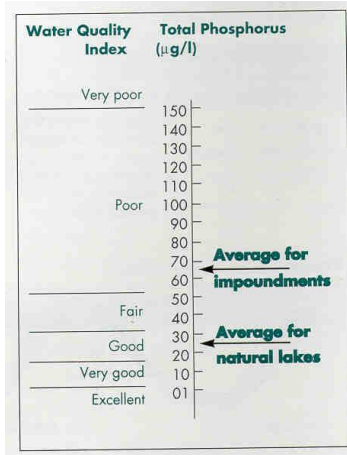 Water Quality Index
Total Phosphorus (µg/l)
Very poor
150
140
130
120
110
Poor
100
90
80
70
Average for
impoundments
60
50
Fair
40
30
Average for
natural lakes
Good
20
Very good
10
Excellent
01